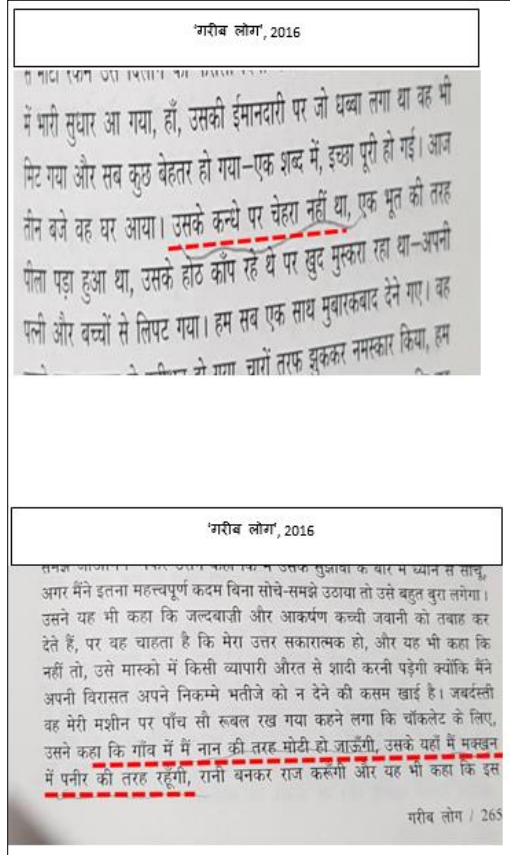 'गरीब लोग', 2016
में भारी सुधार आ गया, हाँ, उसकी ईमानदारी पर जो धब्बा लगा था वह भी
मिट गया और सब कुछ बेहतर हो गया–एक शब्द में, इच्छा पूरी हो गई। आज
तीन बजे वह घर आया। उसके कन्धे पर चेहरा नहीं था, एक भूत की तरह
पीला पड़ा हुआ था, उसके होंठ काँप रहे थे पर खुद मुस्करा रहा था–अपनी
पत्नी और बच्चों से लिपट गया। हम सब एक साथ मुबारकबाद देने गए। वह
गया, चारों तरफ झुककर नमस्कार किया, हम
'गरीब लोग', 2016
उसके सुझावों के बारे में ध्यान से सोचूँ,
अगर मैंने इतना महत्त्वपूर्ण कदम बिना सोचे-समझे उठाया तो उसे बहुत बुरा लगेगा।
उसने यह भी कहा कि जल्दबाज़ी और आकर्षण कच्ची जवानी को तबाह कर
देते हैं, पर वह चाहता है कि मेरा उत्तर सकारात्मक हो, और यह भी कहा कि
नहीं तो, उसे मास्को में किसी व्यापारी औरत से शादी करनी पड़ेगी क्योंकि मैंने
अपनी विरासत अपने निकम्मे भतीजे को न देने की कसम खाई है। जबर्दस्ती
वह मेरी मशीन पर पाँच सौ रूबल रख गया कहने लगा कि चॉकलेट के लिए,
उसने कहा कि गाँव में मैं नान की तरह मोटी हो जाऊँगी, उसके यहाँ मैं मक्खन
में पनीर की तरह रहूँगी, रानी बनकर राज करूँगी और यह भी कहा कि इस
गरीब लोग / 265